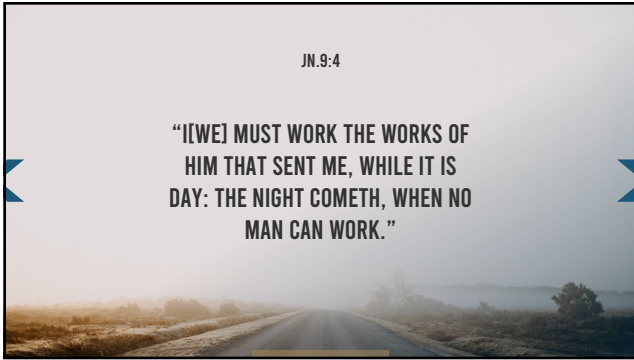 JN.9:4
“I[WE] MUST WORK THE WORKS OF
HIM THAT SENT ME, WHILE IT IS
DAY: THE NIGHT COMETH, WHEN NO
MAN CAN WORK.”